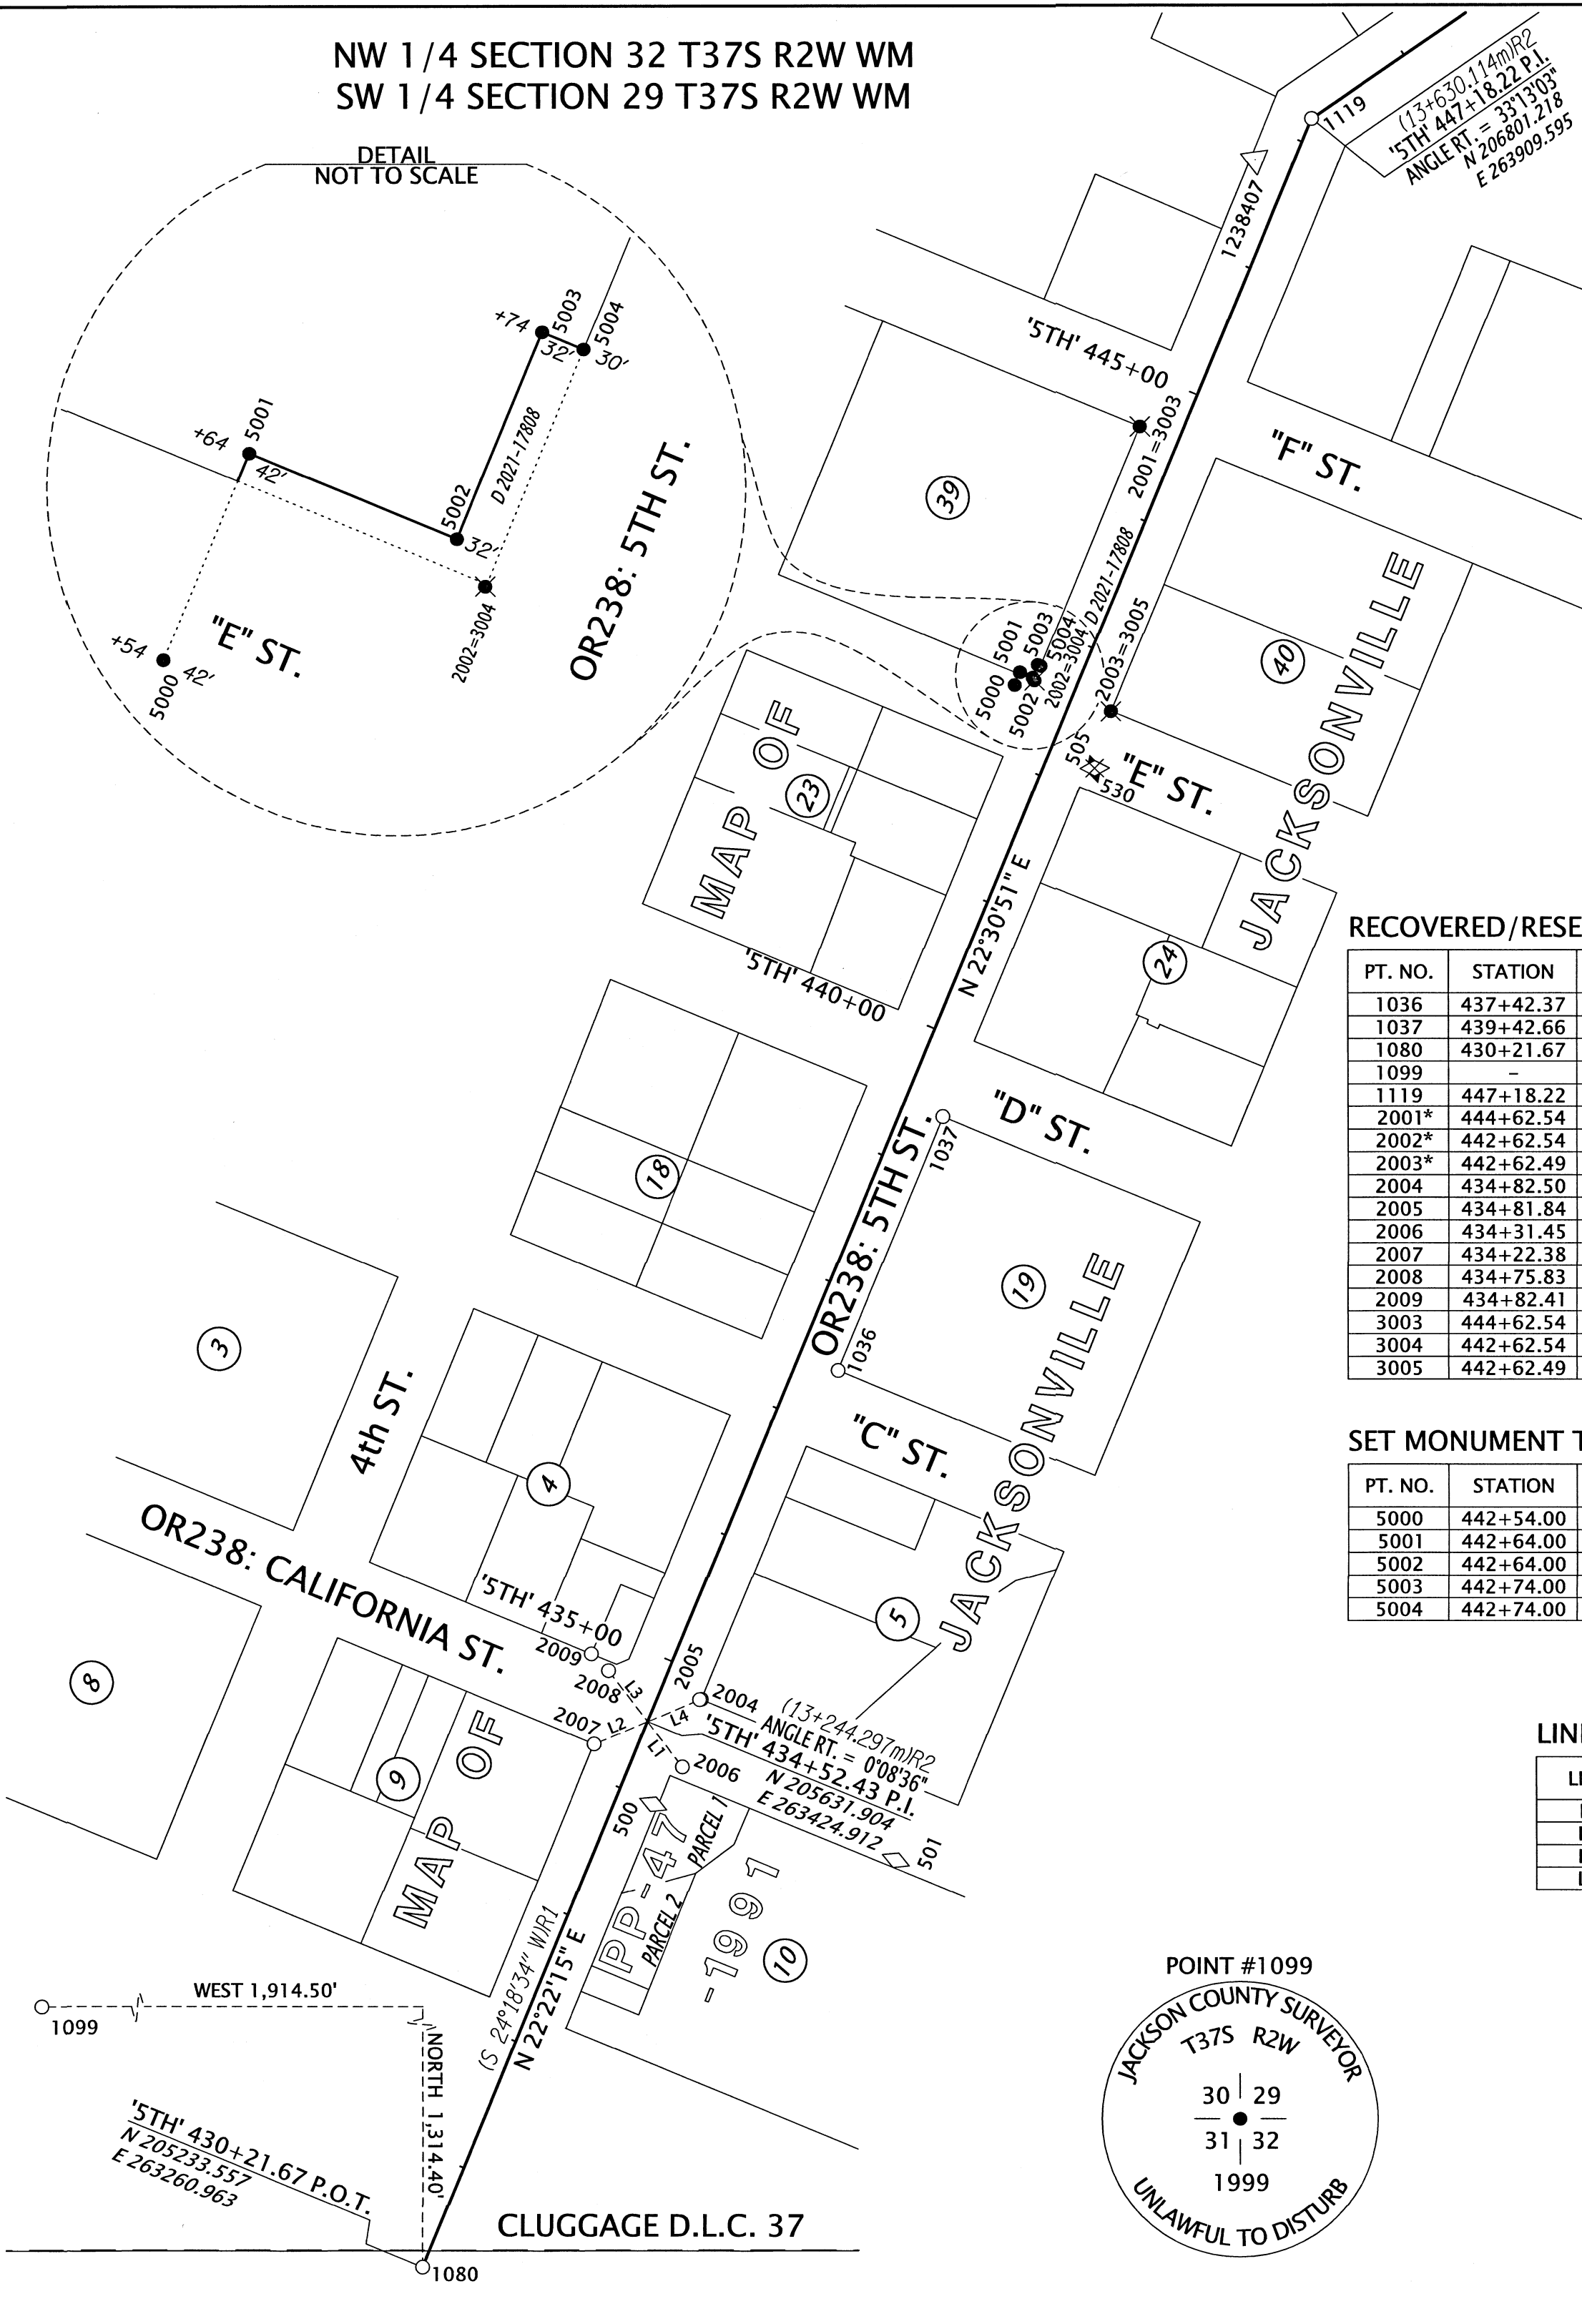 NW 1/4 SECTION 32 T37S R2W WM
SW 1/4 SECTION 29 T37S R2W WM
DETAIL
NOT TO SCALE
+74
5003
5004
32'
30'
+64
5001
42'
5002
32'
D 2021-17808
2002=3004
+54
5000
42'
"E" ST.
OR238: 5TH ST.
1119
(13+630.114m)R2
'5TH' 447+18.22 P.I.
ANGLE RT. = 33°13'03"
N 206801.218
E 263909.595
1238407
'5TH' 445+00
2001=3003
"F" ST.
39
D 2021-17808
5001
5003
5004
5000
5002
2002=3004
2003=3005
40
505
530
"E" ST.
MAP OF
JACKSONVILLE
23
24
N 22°30'51" E
'5TH' 440+00
"D" ST.
1037
OR238: 5TH ST.
18
19
1036
"C" ST.
JACKSONVILLE
3
4th ST.
4
5
OR238: CALIFORNIA ST.
'5TH' 435+00
2009
2008
L3
2005
2004
L4
2007
L2
L1
2006
(13+244.297m)R2
ANGLE RT. = 0°08'36"
'5TH' 434+52.43 P.I.
N 205631.904
E 263424.912
8
9
MAP OF
500
501
PP-47
-1991
PARCEL 1
PARCEL 2
10
(S 24°18'34" W)R1
N 22°22'15" E
WEST 1,914.50'
1099
NORTH 1,314.40'
'5TH' 430+21.67 P.O.T.
N 205233.557
E 263260.963
1080
CLUGGAGE D.L.C. 37
RECOVERED/RESE
PT. NO. STATION
1036 437+42.37
1037 439+42.66
1080 430+21.67
1099 –
1119 447+18.22
2001* 444+62.54
2002* 442+62.54
2003* 442+62.49
2004 434+82.50
2005 434+81.84
2006 434+31.45
2007 434+22.38
2008 434+75.83
2009 434+82.41
3003 444+62.54
3004 442+62.54
3005 442+62.49
SET MONUMENT T
PT. NO. STATION
5000 442+54.00
5001 442+64.00
5002 442+64.00
5003 442+74.00
5004 442+74.00
LIN
POINT #1099
JACKSON COUNTY SURVEYOR
T37S R2W
30 29
31 32
1999
UNLAWFUL TO DISTURB